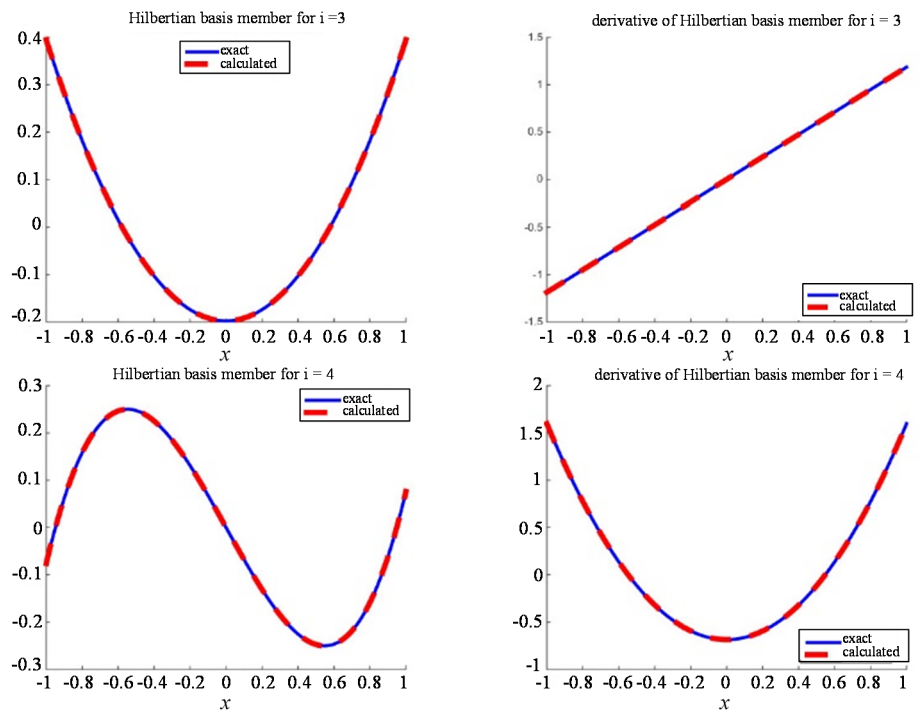 Hilbertian basis member for i =3
0.4
0.3
0.2
0.1
0
-0.1
-0.2
exact
calculated
-1 -0.8 -0.6 -0.4 -0.2 0 0.2 0.4 0.6 0.8 1
x
derivative of Hilbertian basis member for i = 3
1.5
1
0.5
0
-0.5
-1
-1.5
exact
calculated
-1 -0.8 -0.6 -0.4 -0.2 0 0.2 0.4 0.6 0.8 1
x
Hilbertian basis member for i = 4
0.3
0.2
0.1
0
-0.1
-0.2
-0.3
exact
calculated
-1 -0.8 -0.6 -0.4 -0.2 0 0.2 0.4 0.6 0.8 1
x
derivative of Hilbertian basis member for i = 4
2
1.5
1
0.5
0
-0.5
-1
exact
calculated
-1 -0.8 -0.6 -0.4 -0.2 0 0.2 0.4 0.6 0.8 1
x